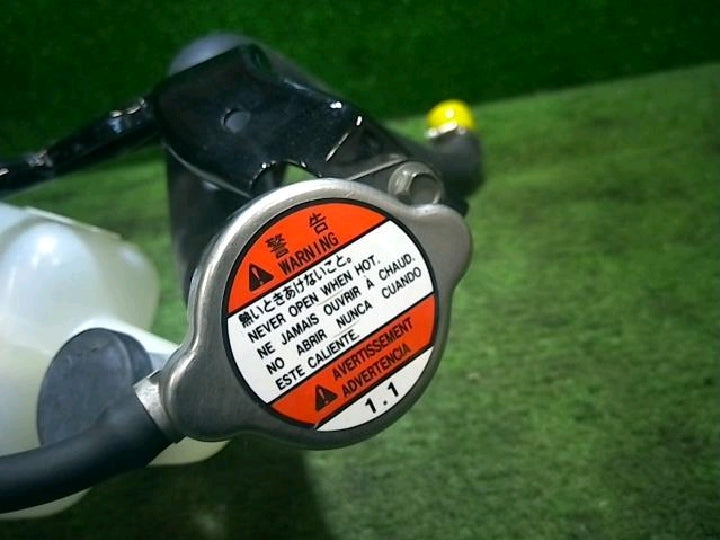 警告
WARNING
熱いときあけないこと。
NEVER OPEN WHEN HOT.
NE JAMAIS OUVRIR À CHAUD.
NO ABRIR NUNCA CUANDO
ESTE CALIENTE.
AVERTISSEMENT
ADVERTENCIA
1.1